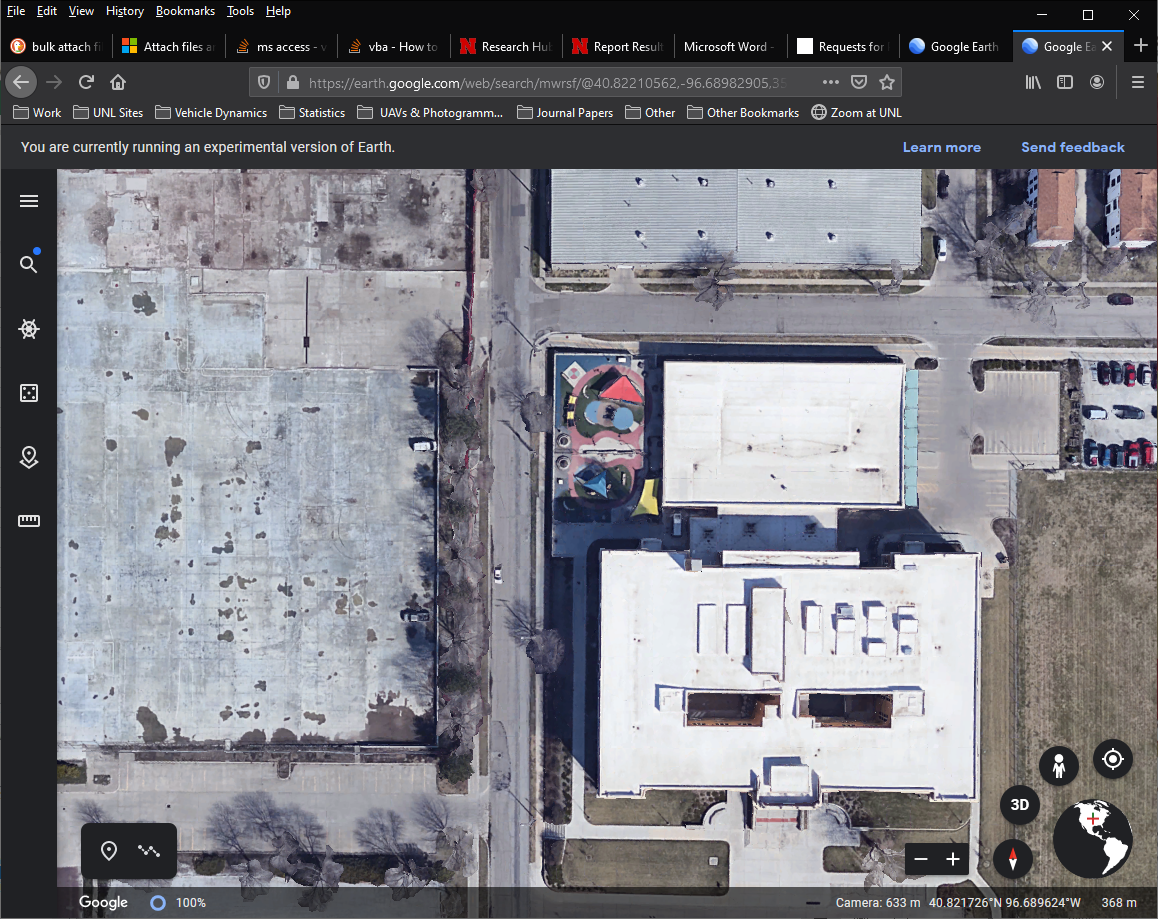 File Edit View History Bookmarks Tools Help
bulk attach fi Attach files an ms access - v vba - How to Research Hub Report Result Microsoft Word - Requests for Google Earth Google Ea
https://earth.google.com/web/search/mwrsf/@40.82210562,-96.68982905,35
Work UNL Sites Vehicle Dynamics Statistics UAVs & Photogramm... Journal Papers Other Other Bookmarks Zoom at UNL
You are currently running an experimental version of Earth. Learn more Send feedback
3D
Google 100% Camera: 633 m 40.821726°N 96.689624°W 368 m